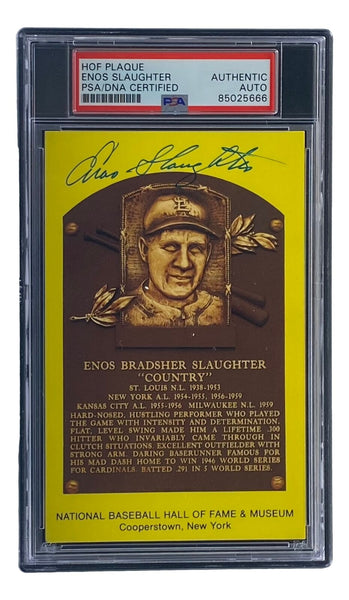 HOF PLAQUE
ENOS SLAUGHTER
PSA/DNA CERTIFIED
AUTHENTIC
AUTO
85025666
PSA
Enos Slaughter
STL
ENOS BRADSHER SLAUGHTER
"COUNTRY"
ST. LOUIS N.L. 1938-1953
NEW YORK A.L. 1954-1955, 1956-1959
KANSAS CITY A.L. 1955-1956 MILWAUKEE N.L. 1959
HARD-NOSED, HUSTLING PERFORMER WHO PLAYED
THE GAME WITH INTENSITY AND DETERMINATION.
FLAT, LEVEL SWING MADE HIM A LIFETIME .300
HITTER WHO INVARIABLY CAME THROUGH IN
CLUTCH SITUATIONS. EXCELLENT OUTFIELDER WITH
STRONG ARM. DARING BASERUNNER FAMOUS FOR
HIS MAD DASH HOME TO WIN 1946 WORLD SERIES
FOR CARDINALS. BATTED .291 IN 5 WORLD SERIES.
NATIONAL BASEBALL HALL OF FAME & MUSEUM
Cooperstown, New York